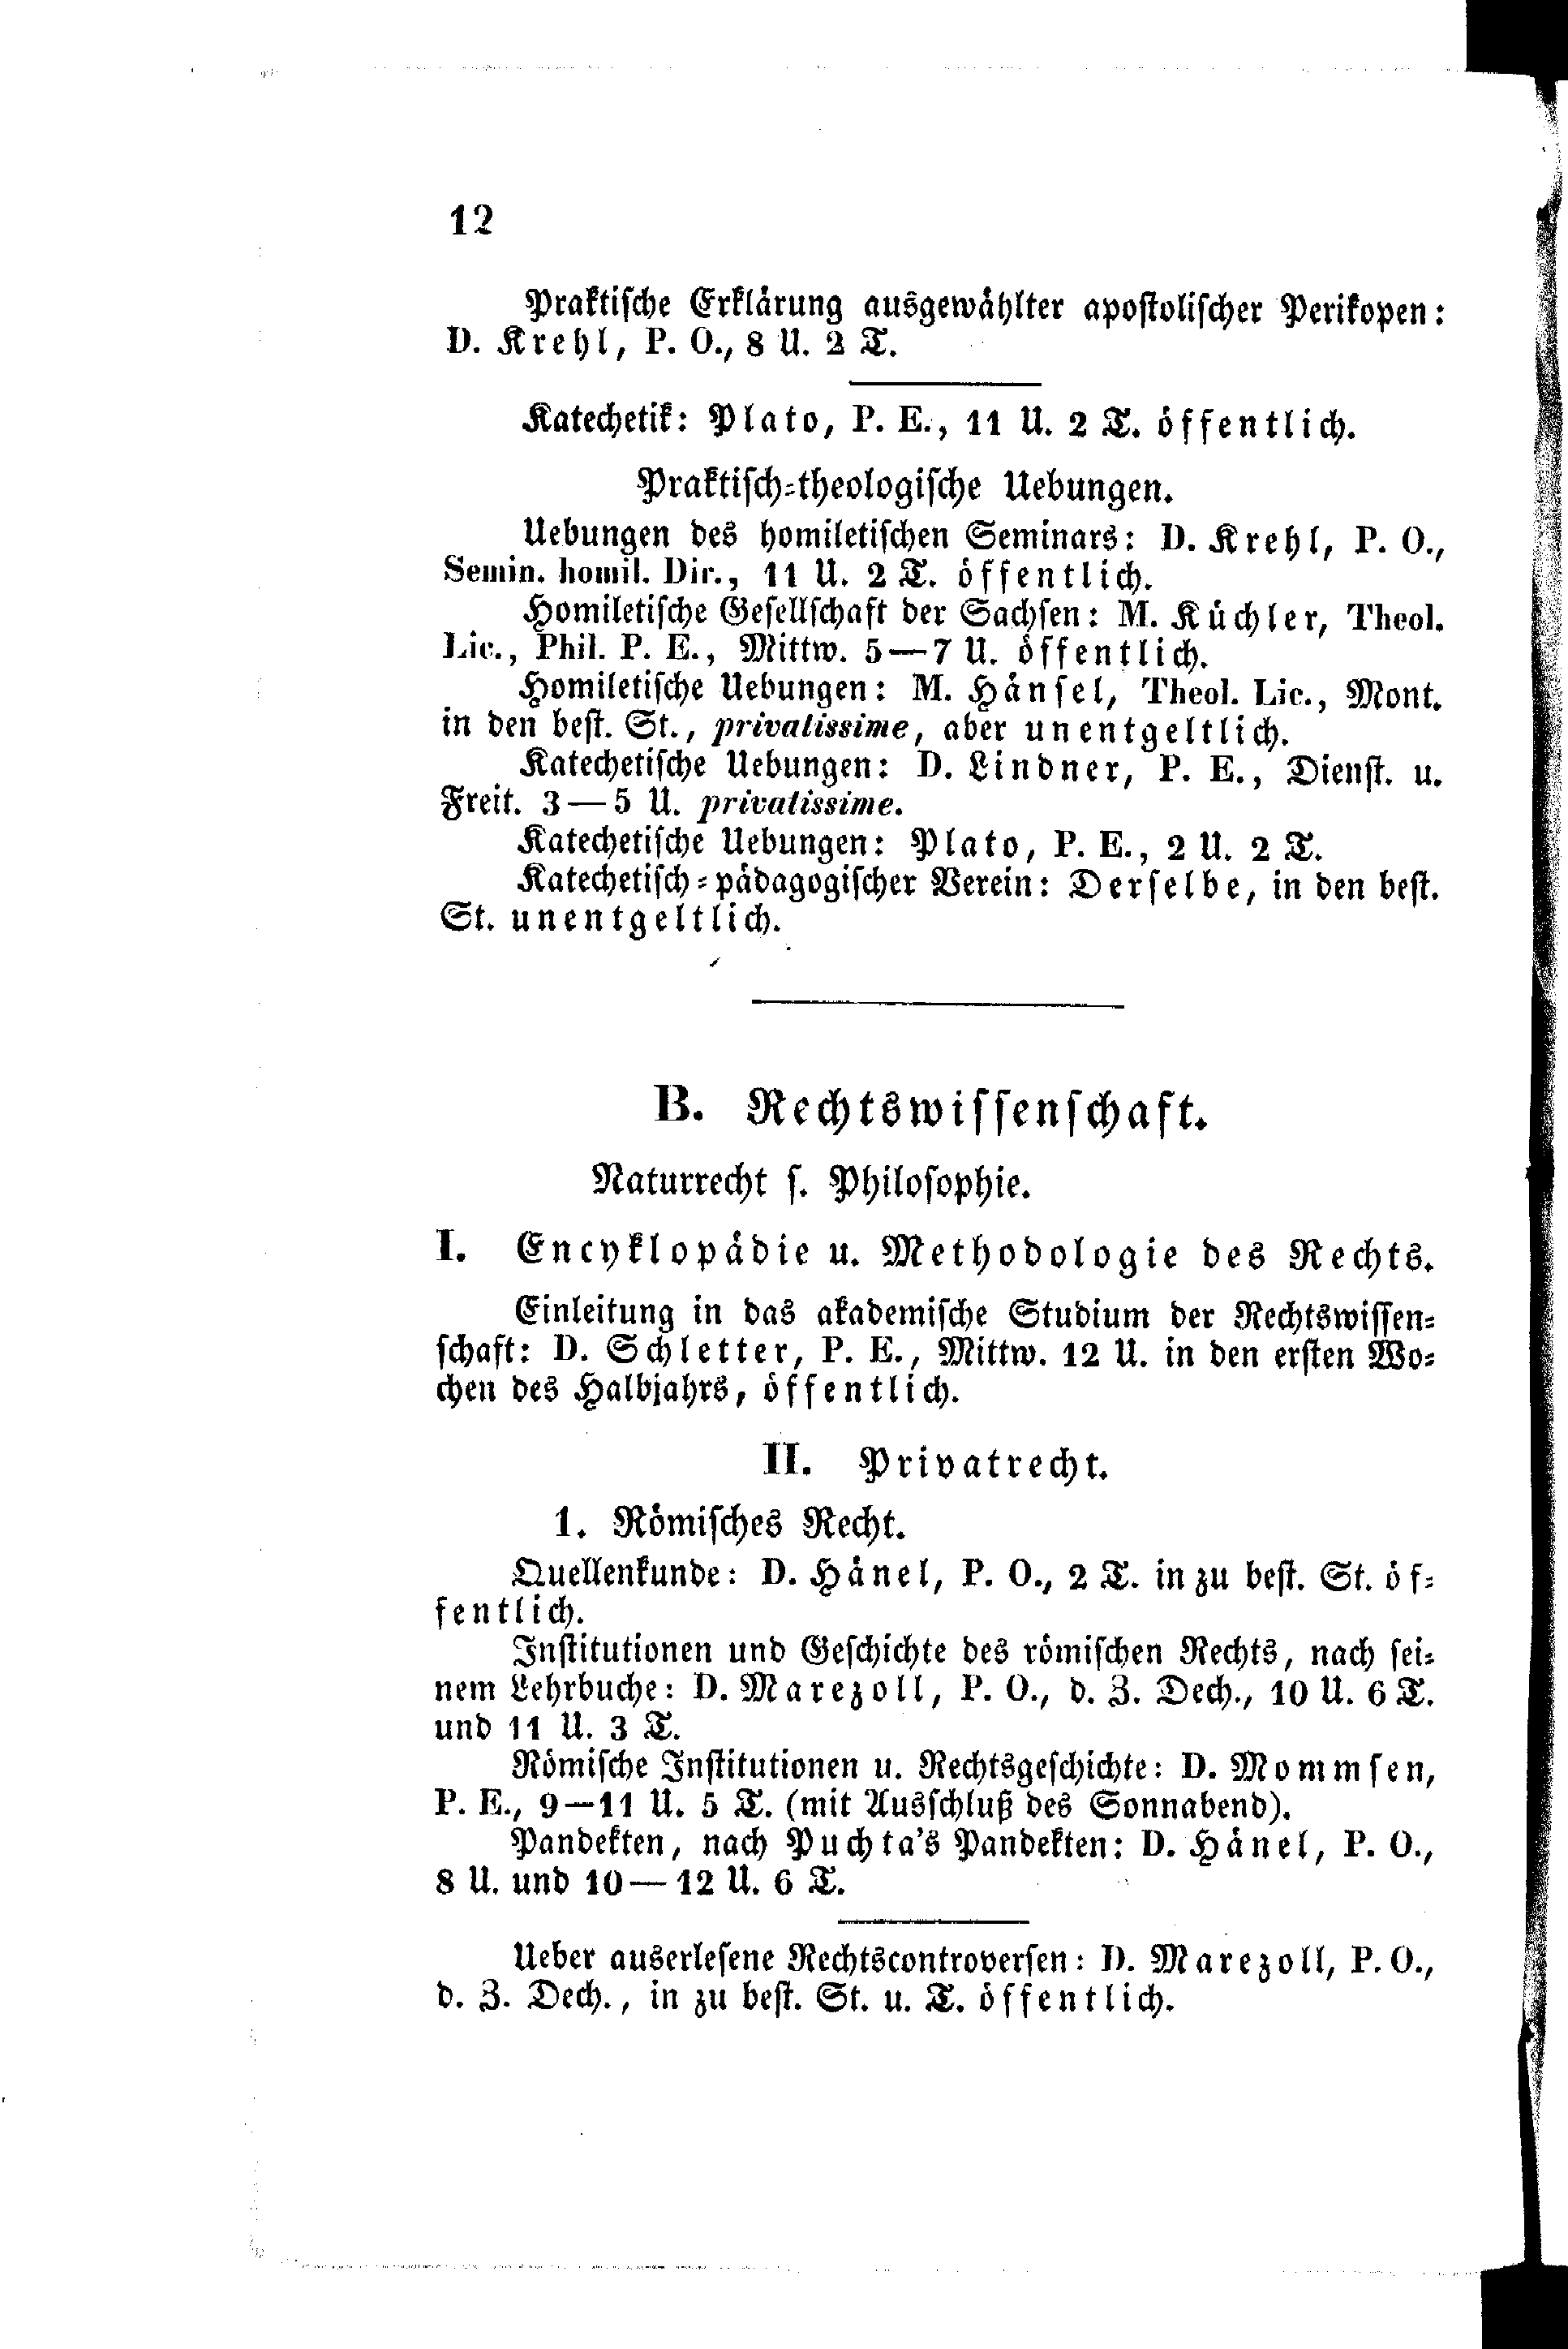 12
Praktische Erklärung ausgewählter apostolischer Perikopen:
D. Krehl, P. O., 8 U. 2 T.
Katechetik: Plato, P. E., 11 U. 2 T. öffentlich.
Praktisch-theologische Uebungen.
Uebungen des homiletischen Seminars: D. Krehl, P. O.,
Semin. homil. Dir., 11 U. 2 T. öffentlich.
Homiletische Gesellschaft der Sachsen: M. Küchler, Theol.
Lic., Phil. P. E., Mittw. 5—7 U. öffentlich.
Homiletische Uebungen: M. Hänsel, Theol. Lic., Mont.
in den best. St., privatissime, aber unentgeltlich.
Katechetische Uebungen: D. Lindner, P. E., Dienst. u.
Freit. 3—5 U. privatissime.
Katechetische Uebungen: Plato, P. E., 2 U. 2 T.
Katechetisch-pädagogischer Verein: Derselbe, in den best.
St. unentgeltlich.
B. Rechtswissenschaft.
Naturrecht s. Philosophie.
I. Encyklopädie u. Methodologie des Rechts.
Einleitung in das akademische Studium der Rechtswissen-
schaft: D. Schletter, P. E., Mittw. 12 U. in den ersten Wo-
chen des Halbjahrs, öffentlich.
II. Privatrecht.
1. Römisches Recht.
Quellenkunde: D. Hänel, P. O., 2 T. in zu best. St. öf-
fentlich.
Institutionen und Geschichte des römischen Rechts, nach sei-
nem Lehrbuche: D. Marezoll, P. O., d. Z. Dech., 10 U. 6 T.
und 11 U. 3 T.
Römische Institutionen u. Rechtsgeschichte: D. Mommsen,
P. E., 9—11 U. 5 T. (mit Ausschluß des Sonnabend).
Pandekten, nach Puchta's Pandekten: D. Hänel, P. O.,
8 U. und 10—12 U. 6 T.
Ueber auserlesene Rechtscontroversen: D. Marezoll, P. O.,
d. Z. Dech., in zu best. St. u. T. öffentlich.